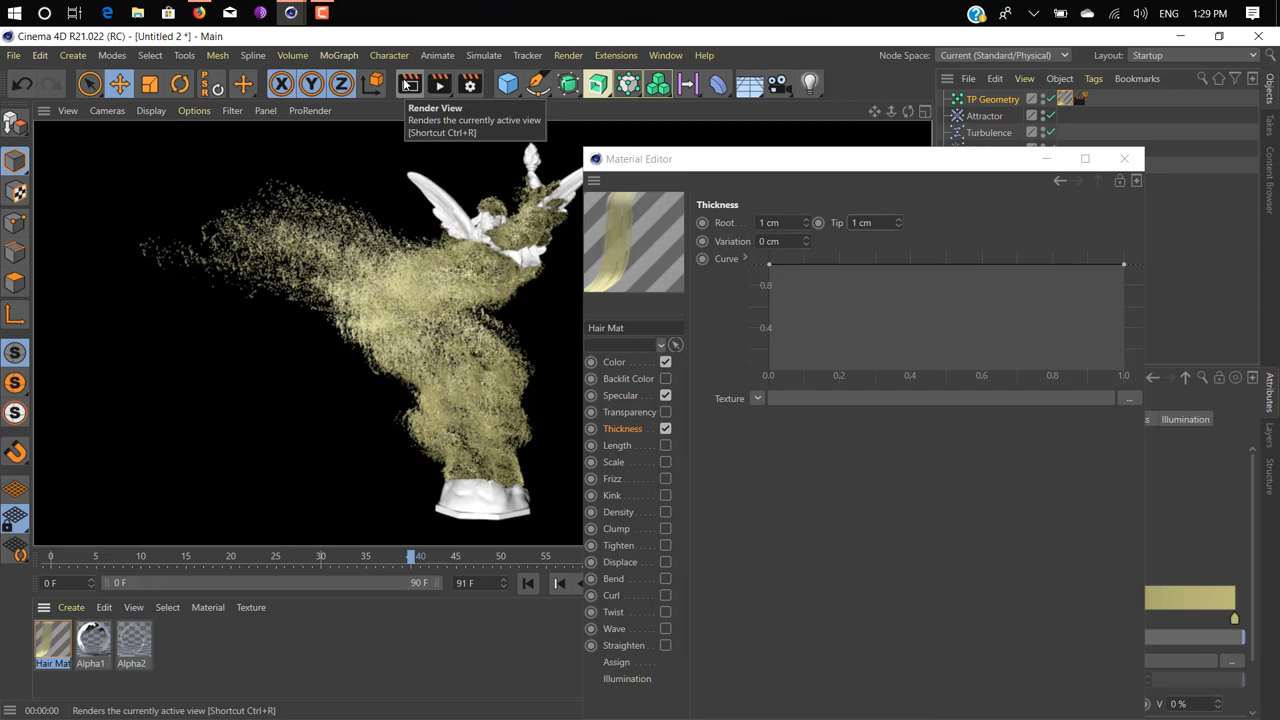 ENG 1:29 PM
Cinema 4D R21.022 (RC) - [Untitled 2 *] - Main
File Edit Create Modes Select Tools Mesh Spline Volume MoGraph Character Animate Simulate Tracker Render Extensions Window Help Node Space: Current (Standard/Physical) Layout: Startup
X Y Z File Edit View Object Tags Bookmarks
View Cameras Display Options Filter Panel ProRender TP Geometry
Render View
Renders the currently active view
[Shortcut Ctrl+R]
Attractor
Turbulence
Material Editor
Thickness
Root. . . 1 cm Tip 1 cm
Variation 0 cm
Curve
0.8
0.4
0.0 0.2 0.4 0.6 0.8 1.0
Texture ...
Hair Mat
Color
Backlit Color
Specular
Transparency
Thickness
Length
Scale
Frizz
Kink
Density
Clump
Tighten
Displace
Bend
Curl
Twist
Wave
Straighten
Assign
Illumination
s Illumination
...
V 0 %
Objects
Takes
Content Browser
Attributes
Layers
Structure
0 5 10 15 20 25 30 35 40 45 50 55
0 F 0 F 90 F 91 F
Create Edit View Select Material Texture
Hair Mat Alpha1 Alpha2
00:00:00 Renders the currently active view [Shortcut Ctrl+R]